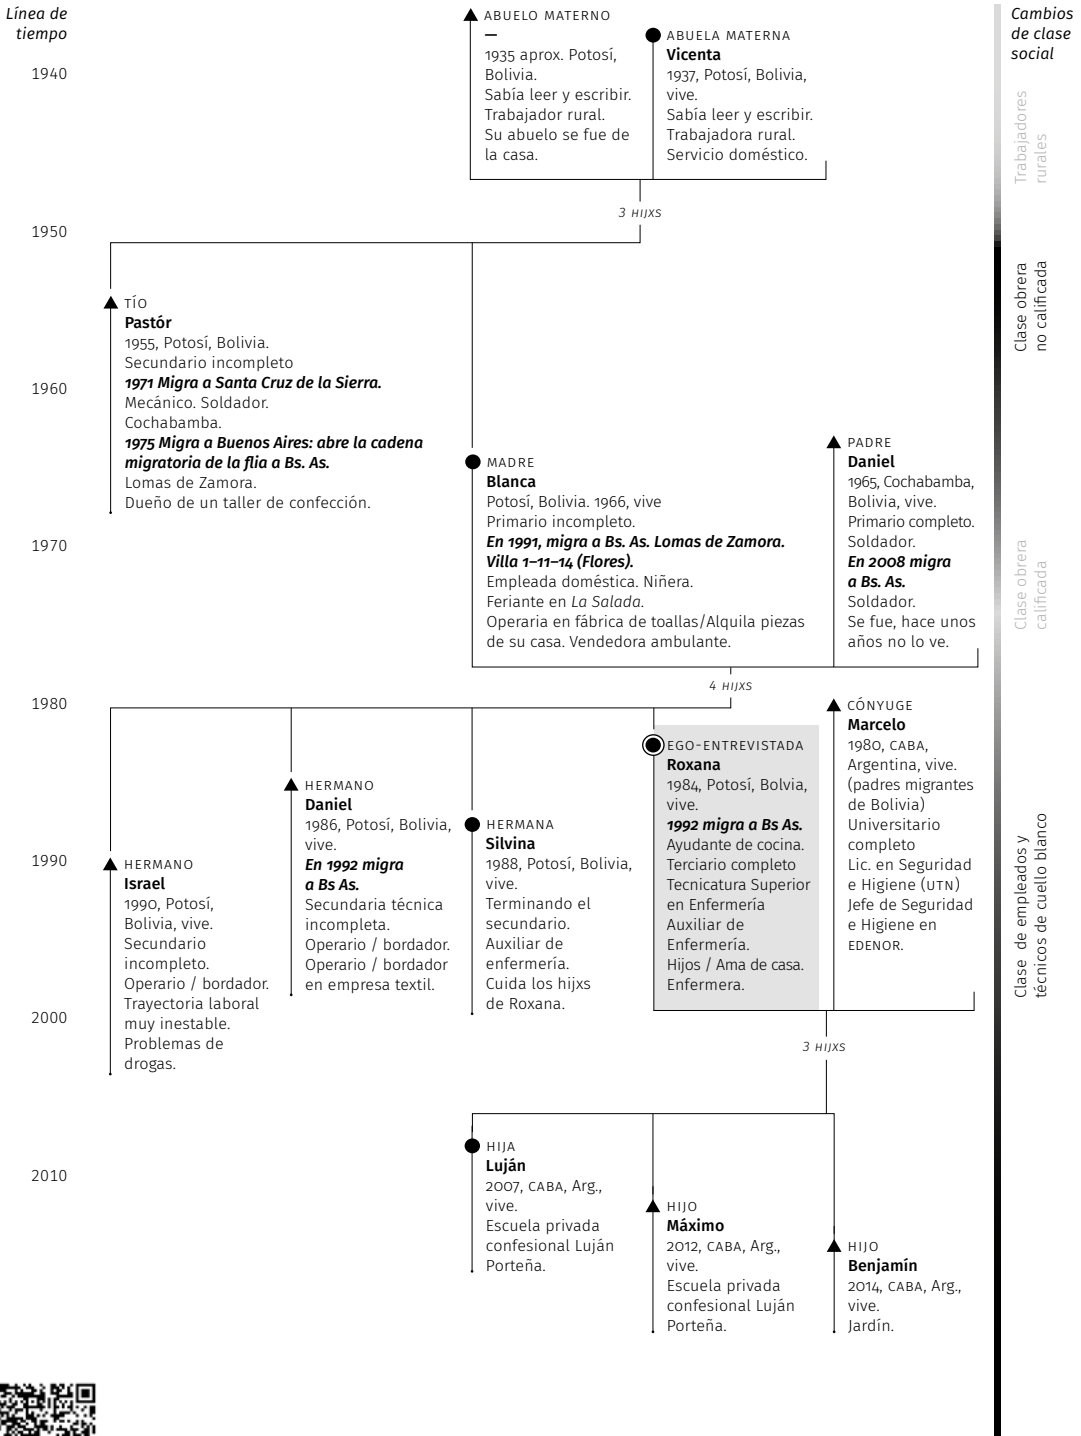 Línea de
tiempo
1940
1950
1960
1970
1980
1990
2000
2010
ABUELO MATERNO
—
1935 aprox. Potosí,
Bolivia.
Sabía leer y escribir.
Trabajador rural.
Su abuelo se fue de
la casa.
ABUELA MATERNA
Vicenta
1937, Potosí, Bolivia,
vive.
Sabía leer y escribir.
Trabajadora rural.
Servicio doméstico.
3 HIJXS
TÍO
Pastór
1955, Potosí, Bolivia.
Secundario incompleto
1971 Migra a Santa Cruz de la Sierra.
Mecánico. Soldador.
Cochabamba.
1975 Migra a Buenos Aires: abre la cadena
migratoria de la flia a Bs. As.
Lomas de Zamora.
Dueño de un taller de confección.
MADRE
Blanca
Potosí, Bolivia. 1966, vive
Primario incompleto.
En 1991, migra a Bs. As. Lomas de Zamora.
Villa 1–11–14 (Flores).
Empleada doméstica. Niñera.
Feriante en La Salada.
Operaria en fábrica de toallas/Alquila piezas
de su casa. Vendedora ambulante.
PADRE
Daniel
1965, Cochabamba,
Bolivia, vive.
Primario completo.
Soldador.
En 2008 migra
a Bs. As.
Soldador.
Se fue, hace unos
años no lo ve.
4 HIJXS
HERMANO
Israel
1990, Potosí,
Bolivia, vive.
Secundario
incompleto.
Operario / bordador.
Trayectoria laboral
muy inestable.
Problemas de
drogas.
HERMANO
Daniel
1986, Potosí, Bolivia,
vive.
En 1992 migra
a Bs As.
Secundaria técnica
incompleta.
Operario / bordador.
Operario / bordador
en empresa textil.
HERMANA
Silvina
1988, Potosí, Bolivia,
vive.
Terminando el
secundario.
Auxiliar de
enfermería.
Cuida los hijxs
de Roxana.
EGO-ENTREVISTADA
Roxana
1984, Potosí, Bolvia,
vive.
1992 migra a Bs As.
Ayudante de cocina.
Terciario completo
Tecnicatura Superior
en Enfermería
Auxiliar de
Enfermería.
Hijos / Ama de casa.
Enfermera.
CÓNYUGE
Marcelo
1980, CABA,
Argentina, vive.
(padres migrantes
de Bolivia)
Universitario
completo
Lic. en Seguridad
e Higiene (UTN)
Jefe de Seguridad
e Higiene en
EDENOR.
3 HIJXS
HIJA
Luján
2007, CABA, Arg.,
vive.
Escuela privada
confesional Luján
Porteña.
HIJO
Máximo
2012, CABA, Arg.,
vive.
Escuela privada
confesional Luján
Porteña.
HIJO
Benjamín
2014, CABA, Arg.,
vive.
Jardín.
Cambios
de clase
social
Trabajadores
rurales
Clase obrera
no calificada
Clase obrera
calificada
Clase de empleados y
técnicos de cuello blanco